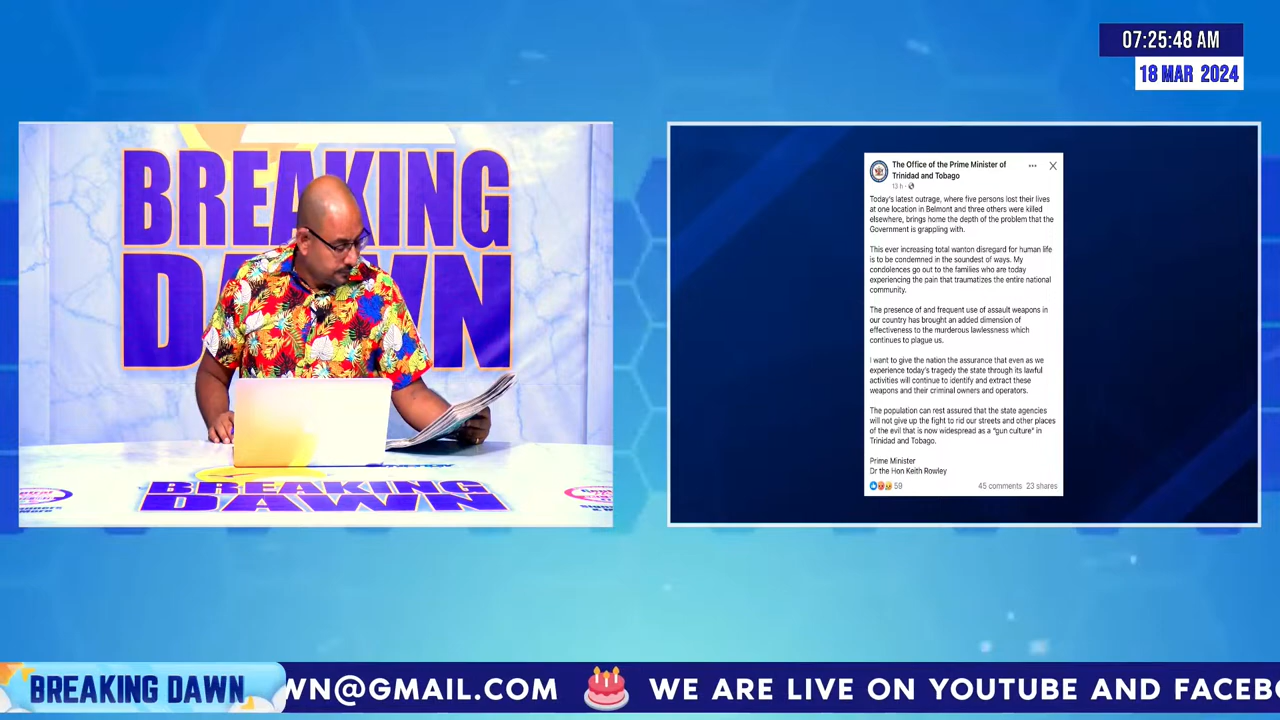 07:25:48 AM
18 MAR 2024
BREAKING
DAWN
The Office of the Prime Minister of
Trinidad and Tobago
13 h
Today's latest outrage, where five persons lost their lives
at one location in Belmont and three others were killed
elsewhere, brings home the depth of the problem that the
Government is grappling with.
This ever increasing total wanton disregard for human life
is to be condemned in the soundest of ways. My
condolences go out to the families who are today
experiencing the pain that traumatizes the entire national
community.
The presence of and frequent use of assault weapons in
our country has brought an added dimension of
effectiveness to the murderous lawlessness which
continues to plague us.
I want to give the nation the assurance that even as we
experience today's tragedy the state through its lawful
activities will continue to identify and extract these
weapons and their criminal owners and operators.
The population can rest assured that the state agencies
will not give up the fight to rid our streets and other places
of the evil that is now widespread as a "gun culture" in
Trinidad and Tobago.
Prime Minister
Dr the Hon Keith Rowley
59 45 comments 23 shares
BREAKING
DAWN
BREAKING DAWN
WN@GMAIL.COM WE ARE LIVE ON YOUTUBE AND FACEB